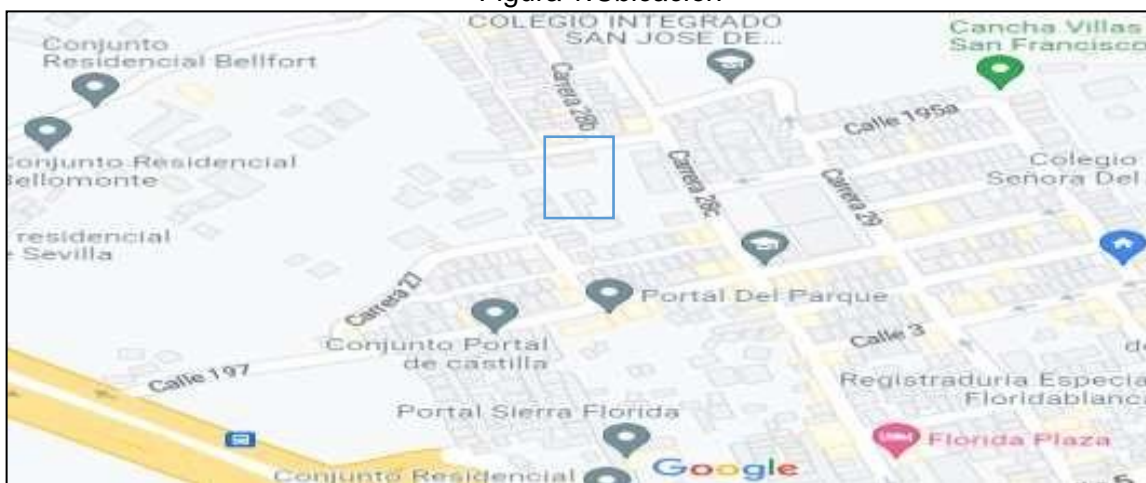 COLEGIO INTEGRADO
SAN JOSE DE...
Cancha Villas
San Francisco
Conjunto
Residencial Bellfort
Carrera 28b
Calle 195a
Conjunto Residencial
Bellomonte
Carrera 28c
Colegio
Señora Del
Carrera 29
residencial
Sevilla
Carrera 27
Portal Del Parque
Conjunto Portal
de castilla
Calle 3
Calle 197
Registraduria Especia
Floridablanc
Portal Sierra Florida
Florida Plaza
Conjunto Residencial
Google